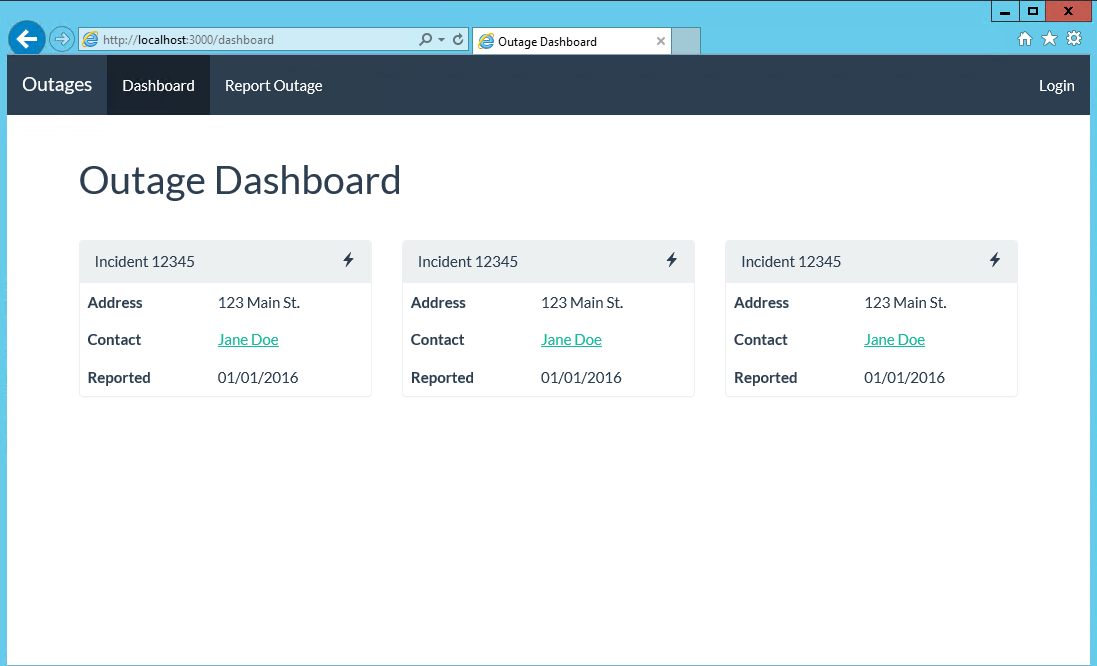 http://localhost:3000/dashboard
Outage Dashboard
Outages Dashboard Report Outage Login
Outage Dashboard
Incident 12345 Incident 12345 Incident 12345
Address 123 Main St. Address 123 Main St. Address 123 Main St.
Contact Jane Doe Contact Jane Doe Contact Jane Doe
Reported 01/01/2016 Reported 01/01/2016 Reported 01/01/2016